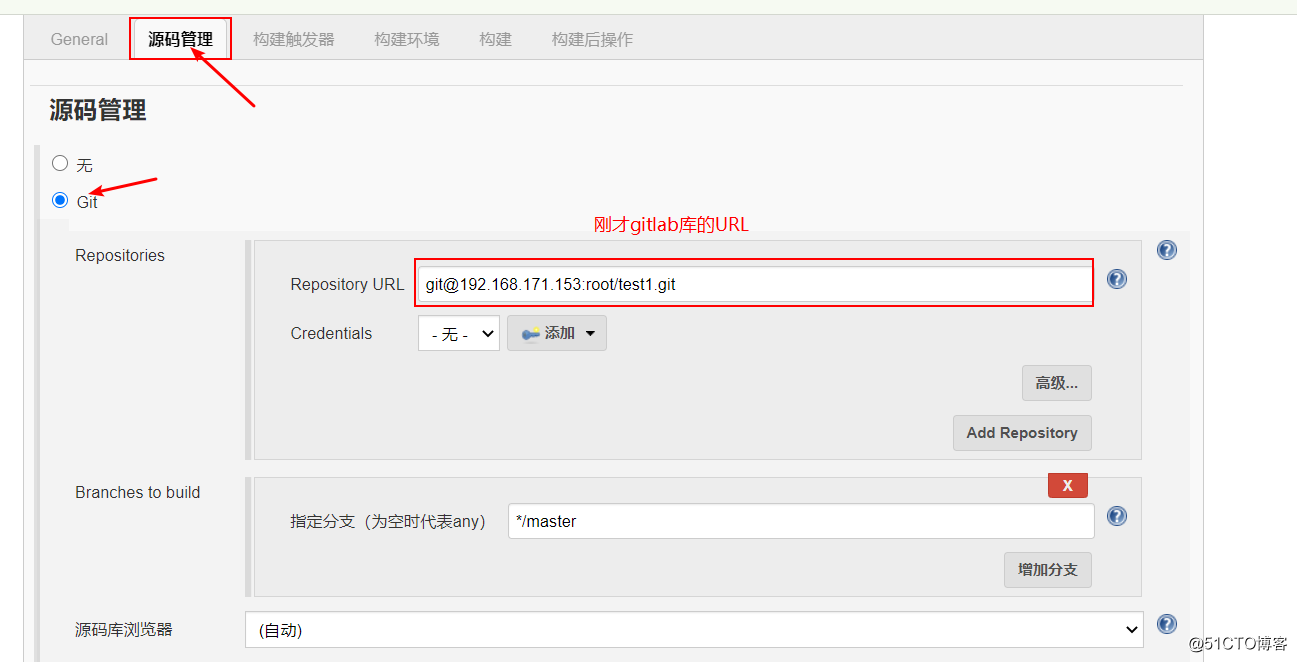 General 源码管理 构建触发器 构建环境 构建 构建后操作
源码管理
无
Git
刚才gitlab库的URL
Repositories
Repository URL git@192.168.171.153:root/test1.git
Credentials - 无 - 添加
高级...
Add Repository
Branches to build
X
指定分支（为空时代表any） */master
增加分支
源码库浏览器 (自动)
@51CTO博客